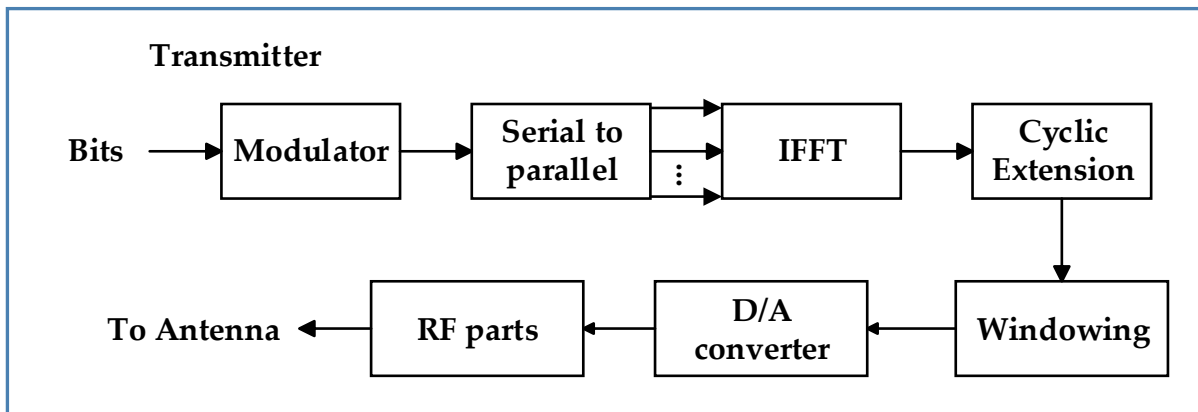 Transmitter
Bits
Modulator
Serial to
parallel
IFFT
Cyclic
Extension
To Antenna
RF parts
D/A
converter
Windowing